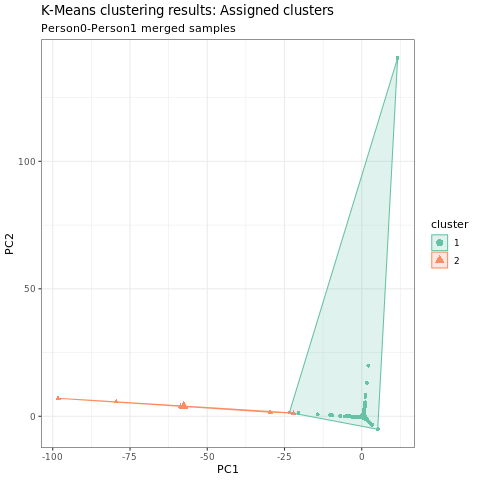 K-Means clustering results: Assigned clusters
Person0-Person1 merged samples
100
50
0
PC2
-100 -75 -50 -25 0
PC1
cluster
1
2